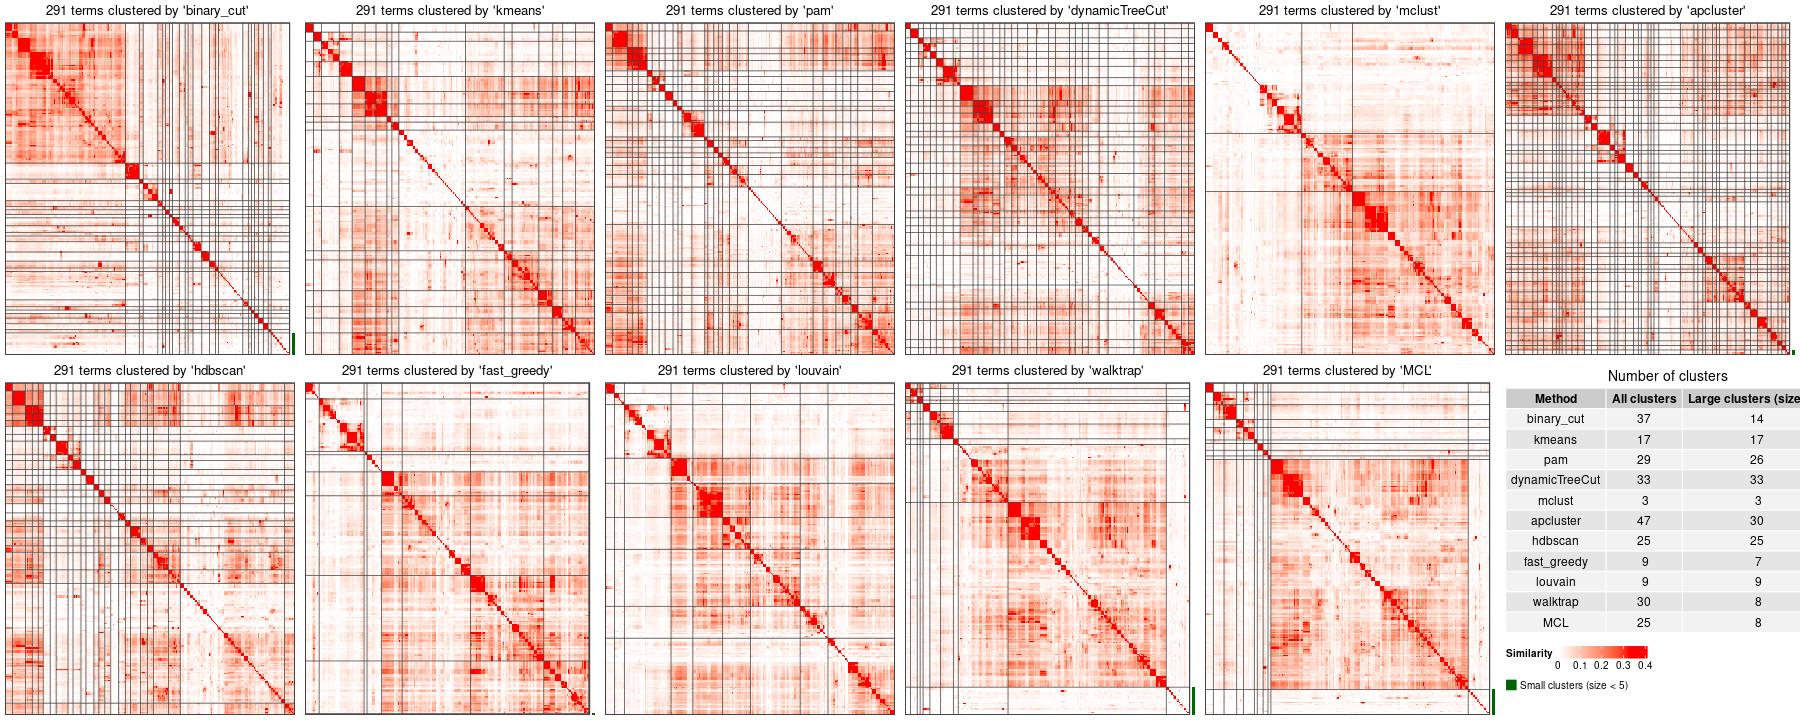 291 terms clustered by 'binary_cut'
291 terms clustered by 'kmeans'
291 terms clustered by 'pam'
291 terms clustered by 'dynamicTreeCut'
291 terms clustered by 'mclust'
291 terms clustered by 'apcluster'
291 terms clustered by 'hdbscan'
291 terms clustered by 'fast_greedy'
291 terms clustered by 'louvain'
291 terms clustered by 'walktrap'
291 terms clustered by 'MCL'
Number of clusters
Method All clusters Large clusters (size
binary_cut 37 14
kmeans 17 17
pam 29 26
dynamicTreeCut 33 33
mclust 3 3
apcluster 47 30
hdbscan 25 25
fast_greedy 9 7
louvain 9 9
walktrap 30 8
MCL 25 8
Similarity
0 0.1 0.2 0.3 0.4
Small clusters (size < 5)